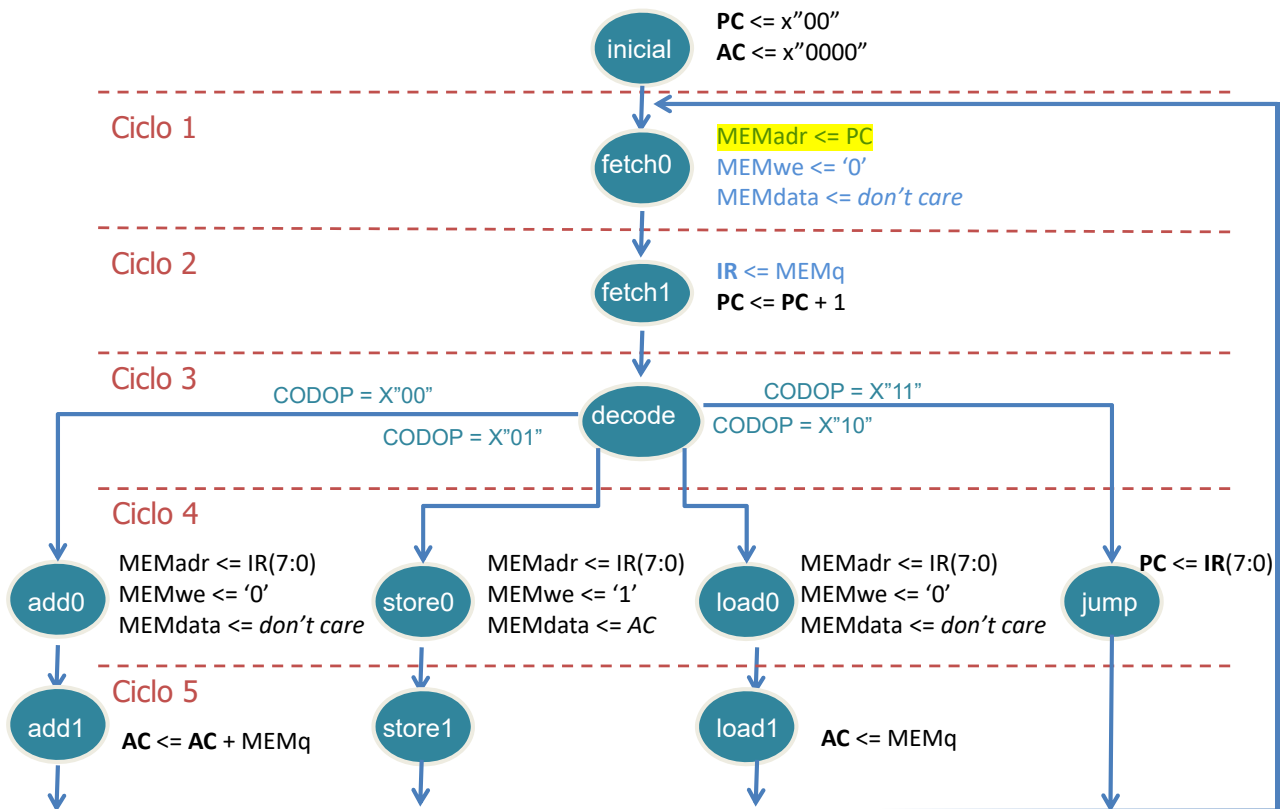 inicial
PC <= x”00”
AC <= x”0000”
Ciclo 1
fetch0
MEMadr <= PC
MEMwe <= ‘0’
MEMdata <= don’t care
Ciclo 2
fetch1
IR <= MEMq
PC <= PC + 1
Ciclo 3
decode
CODOP = X”00”
CODOP = X”01”
CODOP = X”11”
CODOP = X”10”
Ciclo 4
add0
MEMadr <= IR(7:0)
MEMwe <= ‘0’
MEMdata <= don’t care
store0
MEMadr <= IR(7:0)
MEMwe <= ‘1’
MEMdata <= AC
load0
MEMadr <= IR(7:0)
MEMwe <= ‘0’
MEMdata <= don’t care
jump
PC <= IR(7:0)
Ciclo 5
add1
AC <= AC + MEMq
store1
load1
AC <= MEMq